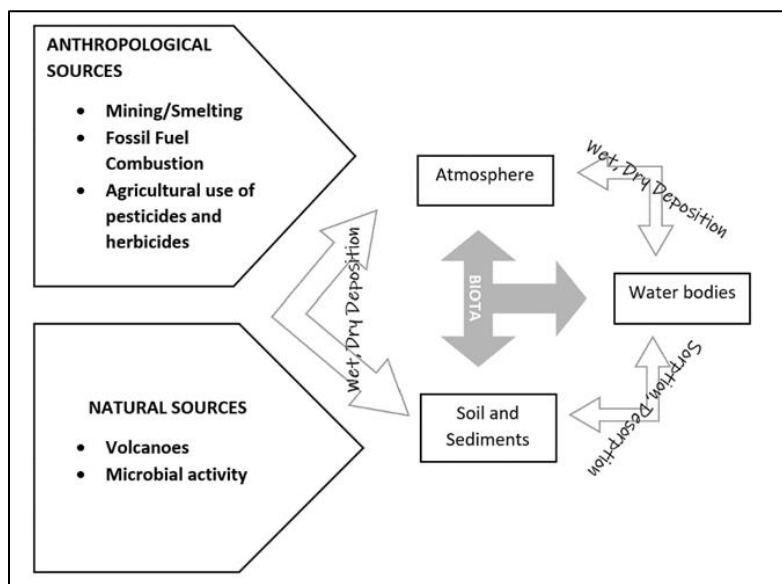 ANTHROPOLOGICAL
SOURCES
• Mining/Smelting
• Fossil Fuel
Combustion
• Agricultural use of
pesticides and
herbicides
NATURAL SOURCES
• Volcanoes
• Microbial activity
Wet, Dry Deposition
Atmosphere
BIOTA
Soil and
Sediments
Wet, Dry Deposition
Water bodies
Sorption, Desorption